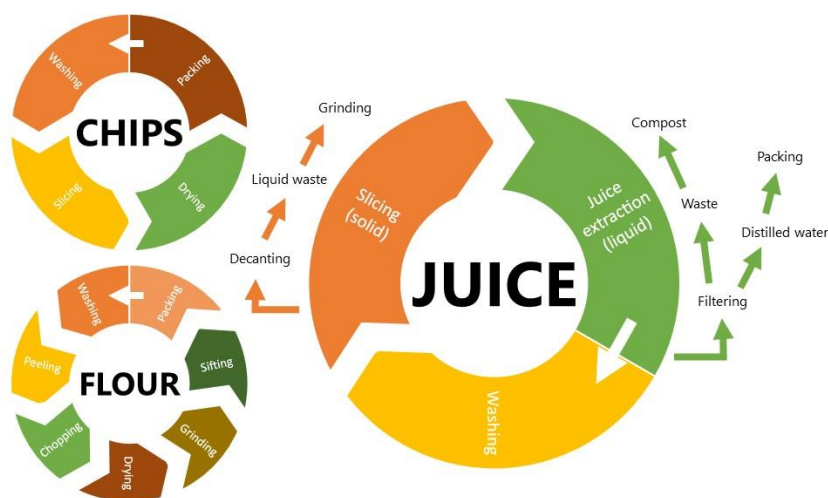 Washing
Packing
CHIPS
Slicing
Drying
Washing
Packing
Peeling
Sifting
FLOUR
Chopping
Grinding
Drying
Grinding
Liquid waste
Decanting
Slicing
(solid)
Juice
extraction
(liquid)
JUICE
Washing
Compost
Packing
Waste
Distilled water
Filtering